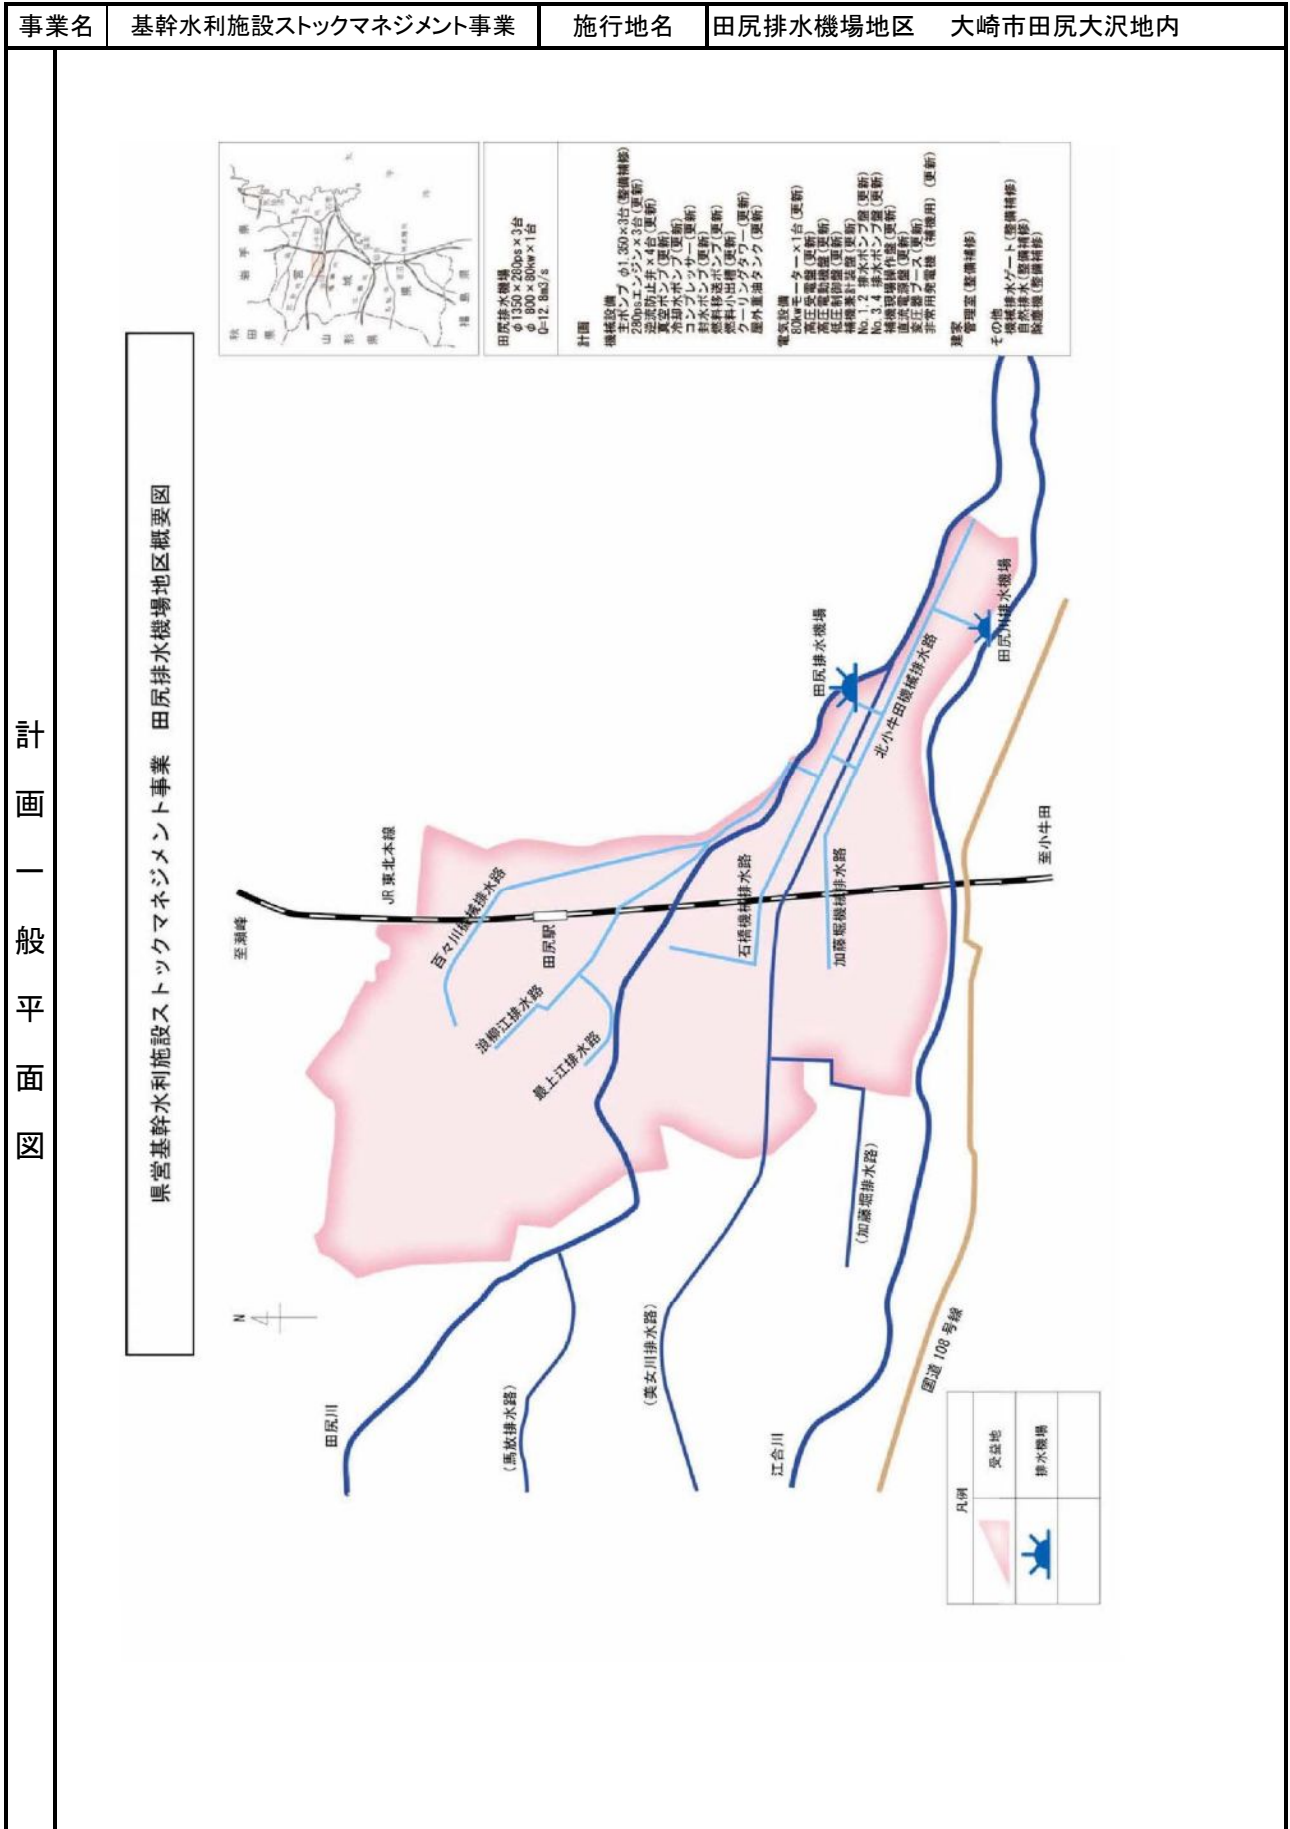 事業名 基幹水利施設ストックマネジメント事業 施行地名 田尻排水機場地区 大崎市田尻大沢地内
計画一般平面図
県営基幹水利施設ストックマネジメント事業 田尻排水機場地区概要図
秋田県
岩手県
山形県
宮城県
福島県
田尻排水機場
φ1350×280ps×3台
φ 800×80kw×1台
Q=12.8m3/s
計画
機械設備
主ポンプ φ1,350×3台(整備補修)
280psエンジン×3台(更新)
逆流防止弁×4台(更新)
真空ポンプ(更新)
冷却水ポンプ(更新)
コンプレッサー(更新)
封水ポンプ(更新)
燃料移送ポンプ(更新)
燃料小出槽(更新)
クーリングタワー(更新)
屋外重油タンク(更新)
電気設備
80kwモーター×1台(更新)
高圧受電盤(更新)
高圧電動機盤(更新)
低圧制御盤(更新)
補機兼計装盤(更新)
No.1,2 排水ポンプ盤(更新)
No.3,4 排水ポンプ盤(更新)
補機現場操作盤(更新)
直流電源盤(更新)
変圧器ブース(更新)
非常用発電機(補機用)(更新)
建家
管理室(整備補修)
その他
機械排水ゲート(整備補修)
自然排水(整備補修)
除塵機(整備補修)
至瀬峰
JR東北本線
百々川機械排水路
田尻駅
浪柳江排水路
最上江排水路
石橋機械排水路
加藤堀機械排水路
田尻排水機場
北小牛田機械排水路
田尻川排水機場
至小牛田
N
田尻川
(馬放排水路)
(美女川排水路)
(加藤堀排水路)
江合川
国道108号線
凡例
受益地
排水機場